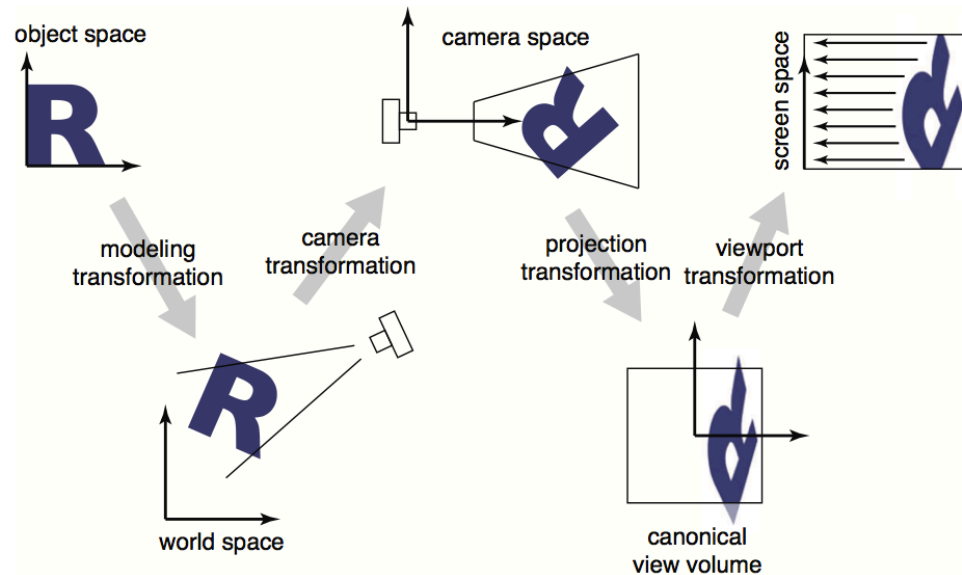 object space
R
modeling
transformation
R
world space
camera
transformation
camera space
R
projection
transformation
R
canonical
view volume
viewport
transformation
screen space
R